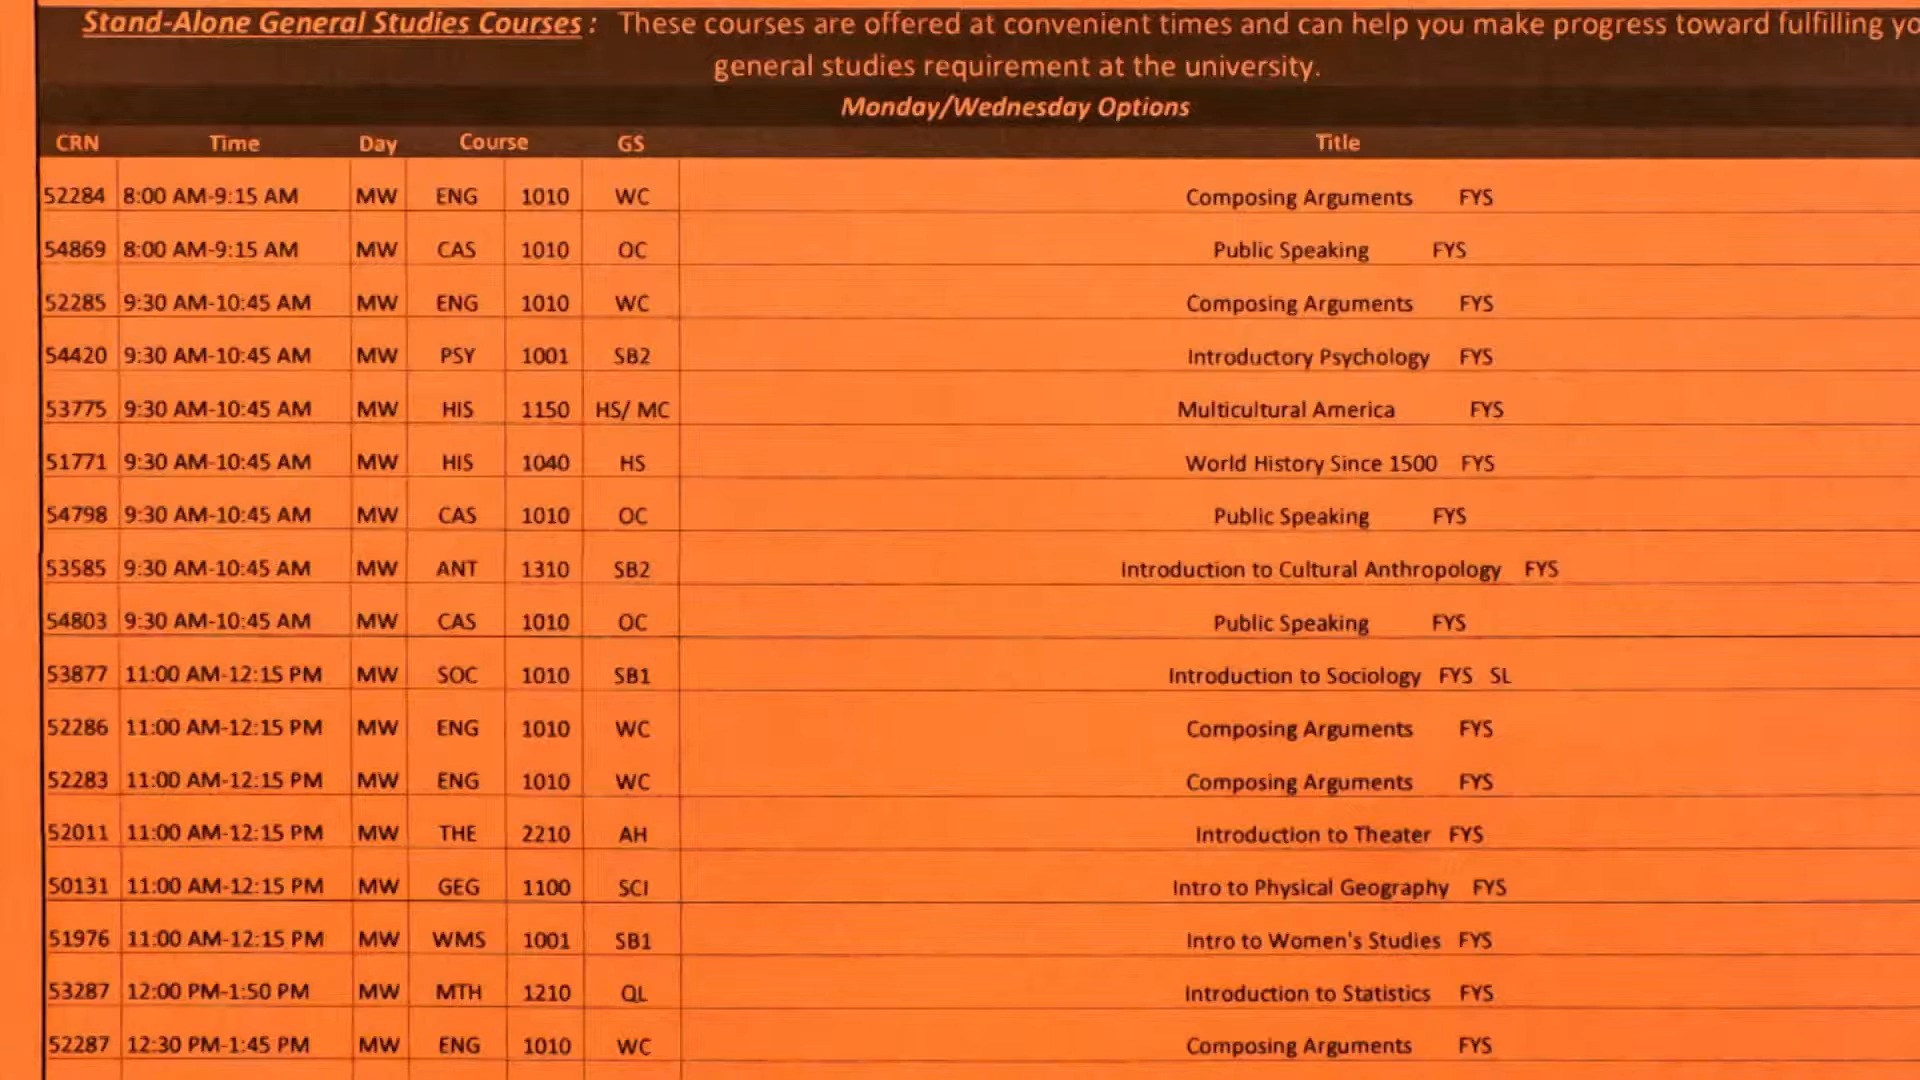 Stand-Alone General Studies Courses : These courses are offered at convenient times and can help you make progress toward fulfilling
general studies requirement at the university.
Monday/Wednesday Options
CRN Time Day Course GS Title
52284 8:00 AM-9:15 AM MW ENG 1010 WC Composing Arguments FYS
54869 8:00 AM-9:15 AM MW CAS 1010 OC Public Speaking FYS
52285 9:30 AM-10:45 AM MW ENG 1010 WC Composing Arguments FYS
54420 9:30 AM-10:45 AM MW PSY 1001 SB2 Introductory Psychology FYS
53775 9:30 AM-10:45 AM MW HIS 1150 HS/ MC Multicultural America FYS
51771 9:30 AM-10:45 AM MW HIS 1040 HS World History Since 1500 FYS
54798 9:30 AM-10:45 AM MW CAS 1010 OC Public Speaking FYS
53585 9:30 AM-10:45 AM MW ANT 1310 SB2 Introduction to Cultural Anthropology FYS
54803 9:30 AM-10:45 AM MW CAS 1010 OC Public Speaking FYS
53877 11:00 AM-12:15 PM MW SOC 1010 SB1 Introduction to Sociology FYS SL
52286 11:00 AM-12:15 PM MW ENG 1010 WC Composing Arguments FYS
52283 11:00 AM-12:15 PM MW ENG 1010 WC Composing Arguments FYS
52011 11:00 AM-12:15 PM MW THE 2210 AH Introduction to Theater FYS
50131 11:00 AM-12:15 PM MW GEG 1100 SCI Intro to Physical Geography FYS
51976 11:00 AM-12:15 PM MW WMS 1001 SB1 Intro to Women's Studies FYS
53287 12:00 PM-1:50 PM MW MTH 1210 QL Introduction to Statistics FYS
52287 12:30 PM-1:45 PM MW ENG 1010 WC Composing Arguments FYS